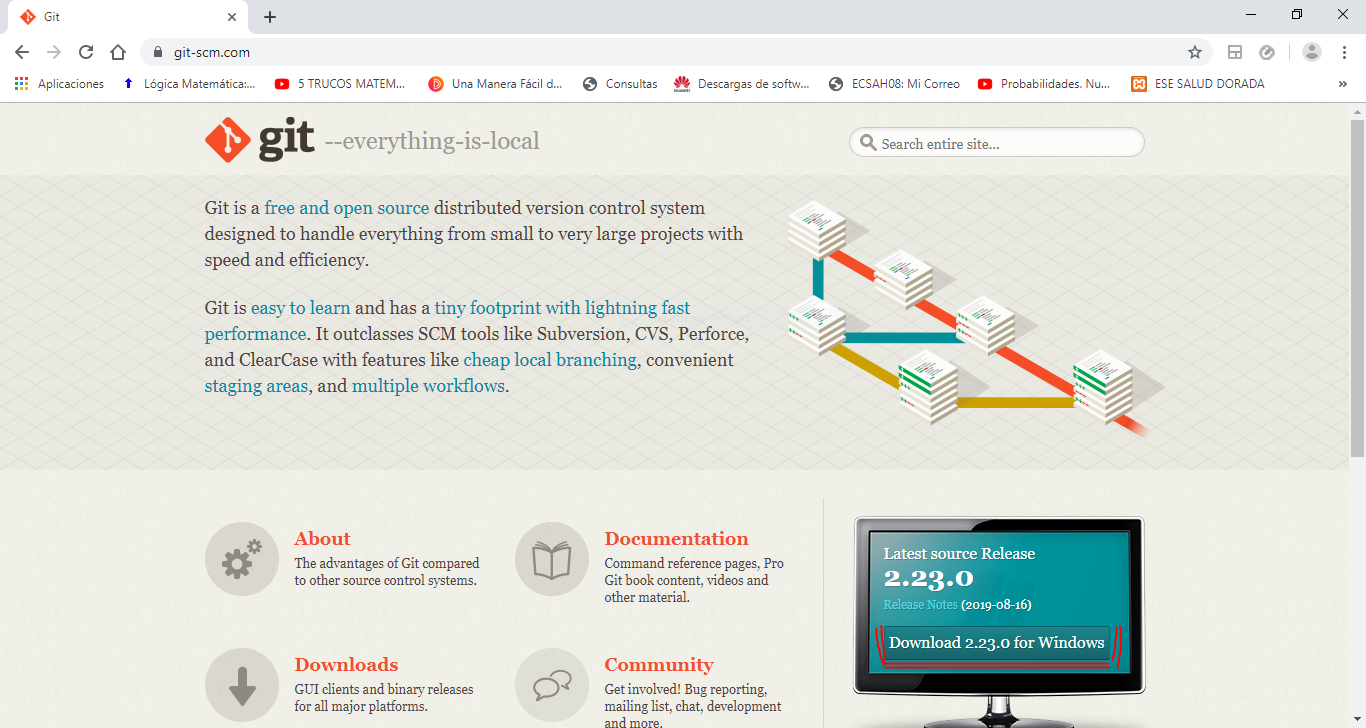 Git
git-scm.com
Aplicaciones
Lógica Matemática:...
5 TRUCOS MATEM...
Una Manera Fácil d...
Consultas
Descargas de softw...
ECSAH08: Mi Correo
Probabilidades. Nu...
ESE SALUD DORADA
»
git --everything-is-local
Search entire site...
Git is a free and open source distributed version control system
designed to handle everything from small to very large projects with
speed and efficiency.
Git is easy to learn and has a tiny footprint with lightning fast
performance. It outclasses SCM tools like Subversion, CVS, Perforce,
and ClearCase with features like cheap local branching, convenient
staging areas, and multiple workflows.
About
The advantages of Git compared
to other source control systems.
Documentation
Command reference pages, Pro
Git book content, videos and
other material.
Downloads
GUI clients and binary releases
for all major platforms.
Community
Get involved! Bug reporting,
mailing list, chat, development
and more.
Latest source Release
2.23.0
Release Notes (2019-08-16)
Download 2.23.0 for Windows